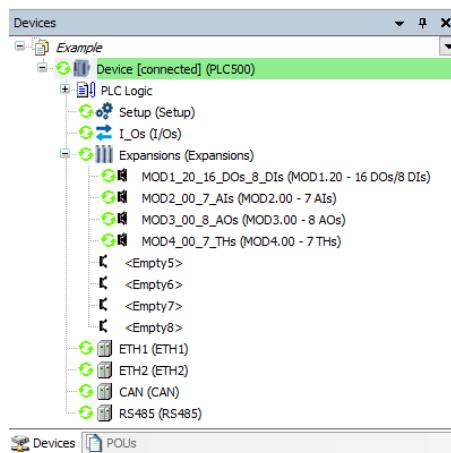 Devices
Example
Device [connected] (PLC500)
PLC Logic
Setup (Setup)
I_Os (I/Os)
Expansions (Expansions)
MOD1_20_16_DOs_8_DIs (MOD1.20 - 16 DOs/8 DIs)
MOD2_00_7_AIs (MOD2.00 - 7 AIs)
MOD3_00_8_AOs (MOD3.00 - 8 AOs)
MOD4_00_7_THs (MOD4.00 - 7 THs)
<Empty5>
<Empty6>
<Empty7>
<Empty8>
ETH1 (ETH1)
ETH2 (ETH2)
CAN (CAN)
RS485 (RS485)
Devices POUs